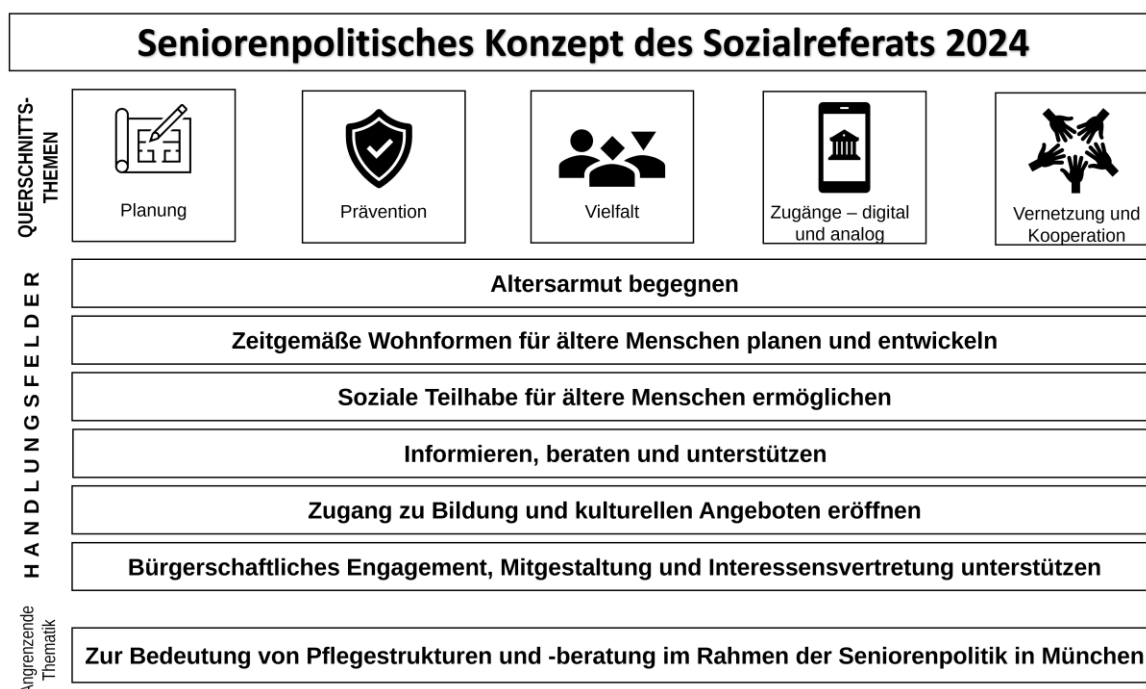 Seniorenpolitisches Konzept des Sozialreferats 2024
QUERSCHNITTS-
THEMEN
Planung
Prävention
Vielfalt
Zugänge – digital
und analog
Vernetzung und
Kooperation
HANDLUNGSFELDER
Altersarmut begegnen
Zeitgemäße Wohnformen für ältere Menschen planen und entwickeln
Soziale Teilhabe für ältere Menschen ermöglichen
Informieren, beraten und unterstützen
Zugang zu Bildung und kulturellen Angeboten eröffnen
Bürgerschaftliches Engagement, Mitgestaltung und Interessensvertretung unterstützen
Angrenzende
Thematik
Zur Bedeutung von Pflegestrukturen und -beratung im Rahmen der Seniorenpolitik in München